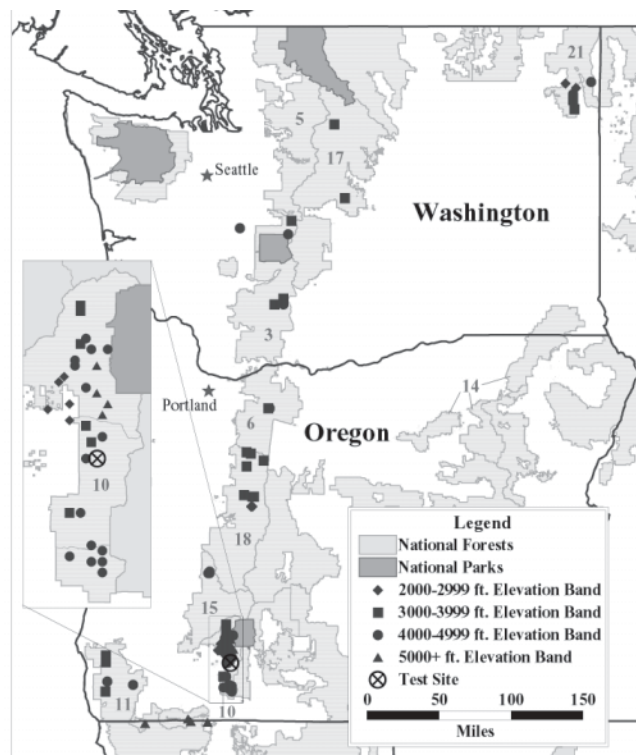 21
5
17
Seattle
Washington
3
Portland
14
6
Oregon
10
18
15
11
10
Legend
National Forests
National Parks
2000-2999 ft. Elevation Band
3000-3999 ft. Elevation Band
4000-4999 ft. Elevation Band
5000+ ft. Elevation Band
Test Site
0 50 100 150
Miles